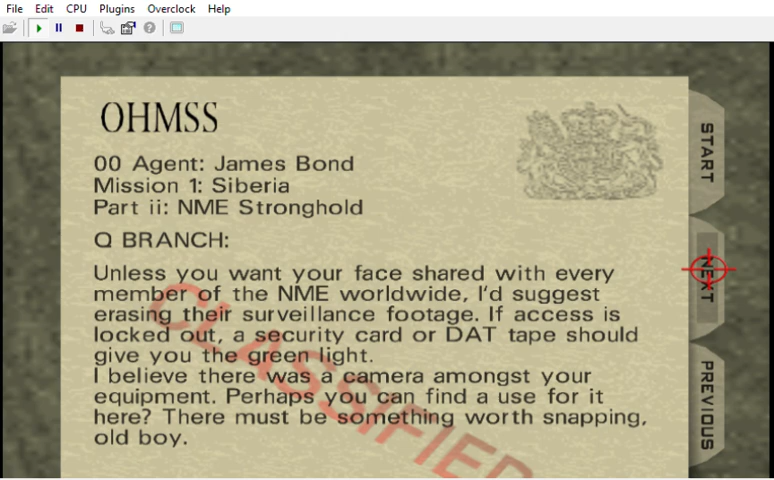 File Edit CPU Plugins Overclock Help
OHMSS
00 Agent: James Bond
Mission 1: Siberia
Part ii: NME Stronghold
Q BRANCH:
Unless you want your face shared with every
member of the NME worldwide, I'd suggest
erasing their surveillance footage. If access is
locked out, a security card or DAT tape should
give you the green light.
I believe there was a camera amongst your
equipment. Perhaps you can find a use for it
here? There must be something worth snapping,
old boy.
CLASSIFIED
START
NEXT
PREVIOUS